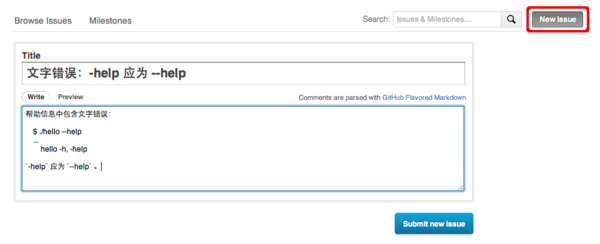 Browse Issues Milestones Search: Issues & Milestones... New Issue
Title
文字错误：-help 应为 --help
Write Preview Comments are parsed with GitHub Flavored Markdown
帮助信息中包含文字错误：
$ ./hello --help
...
hello -h, -help
`-help` 应为 `--help` 。
Submit new issue